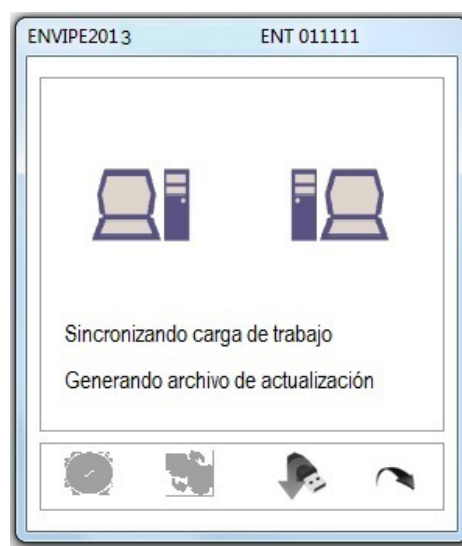 ENVIPE2013 ENT 011111
Sincronizando carga de trabajo
Generando archivo de actualización